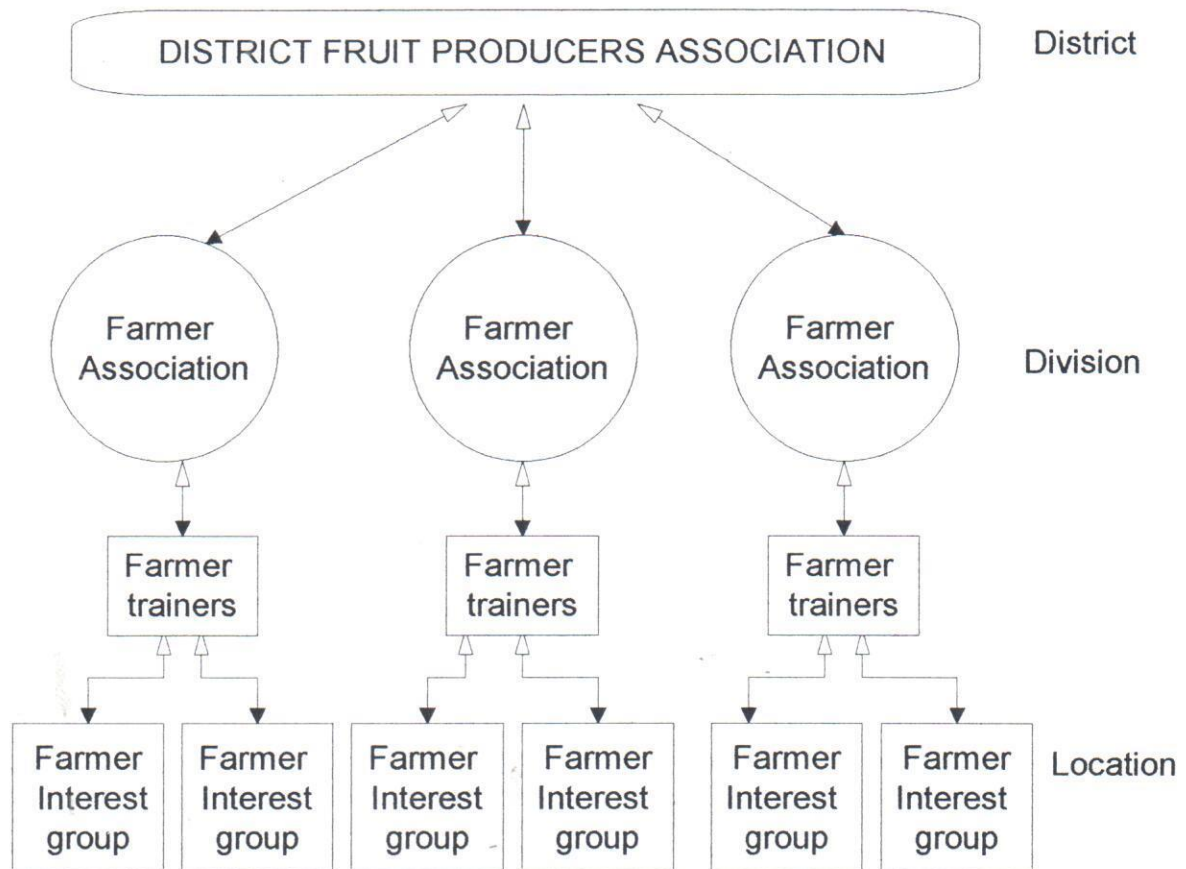 DISTRICT FRUIT PRODUCERS ASSOCIATION
District
Farmer
Association
Farmer
Association
Farmer
Association
Division
Farmer
trainers
Farmer
trainers
Farmer
trainers
Farmer
Interest
group
Farmer
Interest
group
Farmer
Interest
group
Farmer
Interest
group
Farmer
Interest
group
Farmer
Interest
group
Location